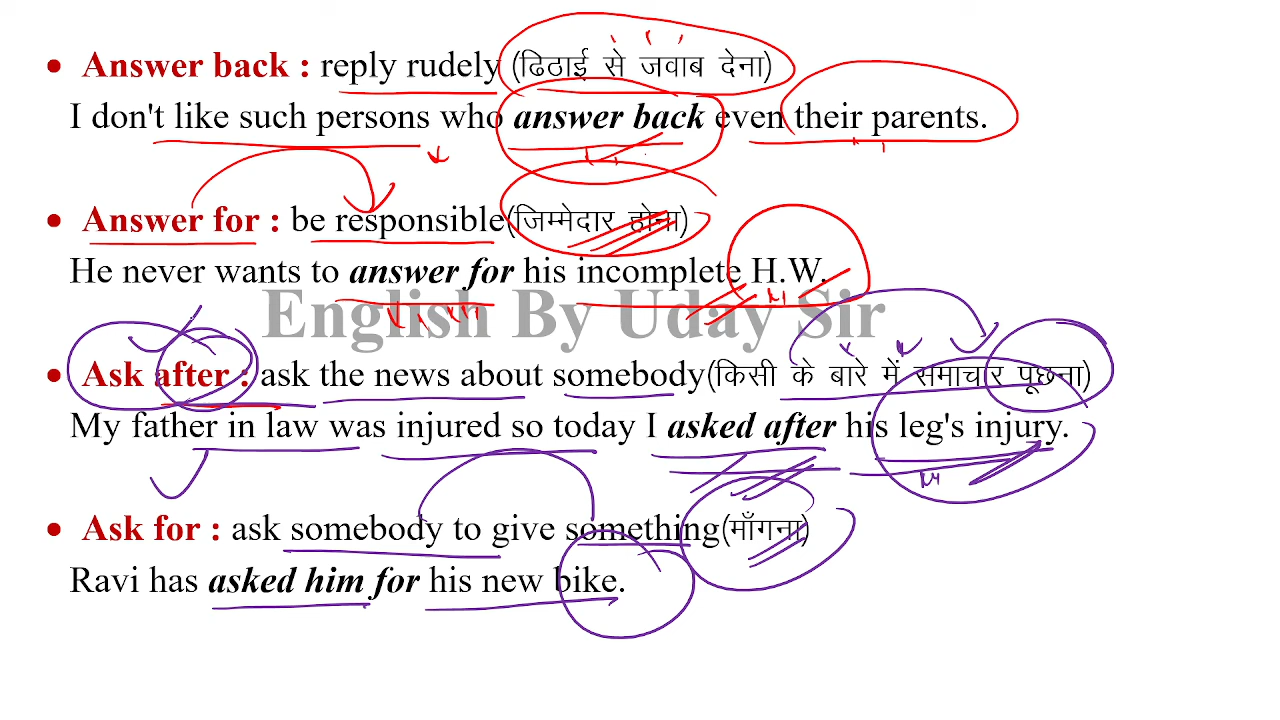 • Answer back : reply rudely (ढिठाई से जवाब देना)
I don't like such persons who answer back even their parents.
• Answer for : be responsible(जिम्मेदार होना)
He never wants to answer for his incomplete H.W.
English By Uday Sir
• Ask after : ask the news about somebody(किसी के बारे में समाचार पूछना)
My father in law was injured so today I asked after his leg's injury.
• Ask for : ask somebody to give something(माँगना)
Ravi has asked him for his new bike.